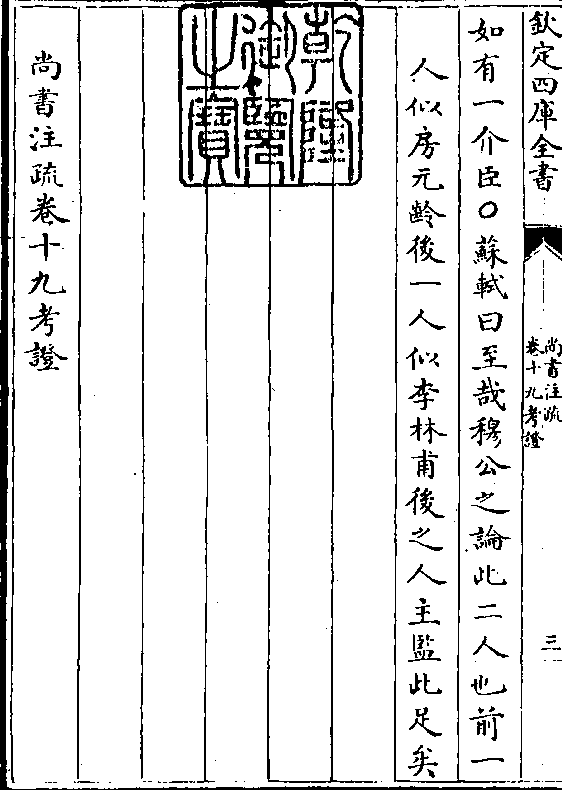 欽定四庫全書
尚書注疏
卷十九考證
三
如有一介臣○蘇軾曰至哉穆公之論此二人也前一
人似房元齡後一人似李林甫後之人主監此足矣
乾隆
御覽
之寶
尚書注疏卷十九考證